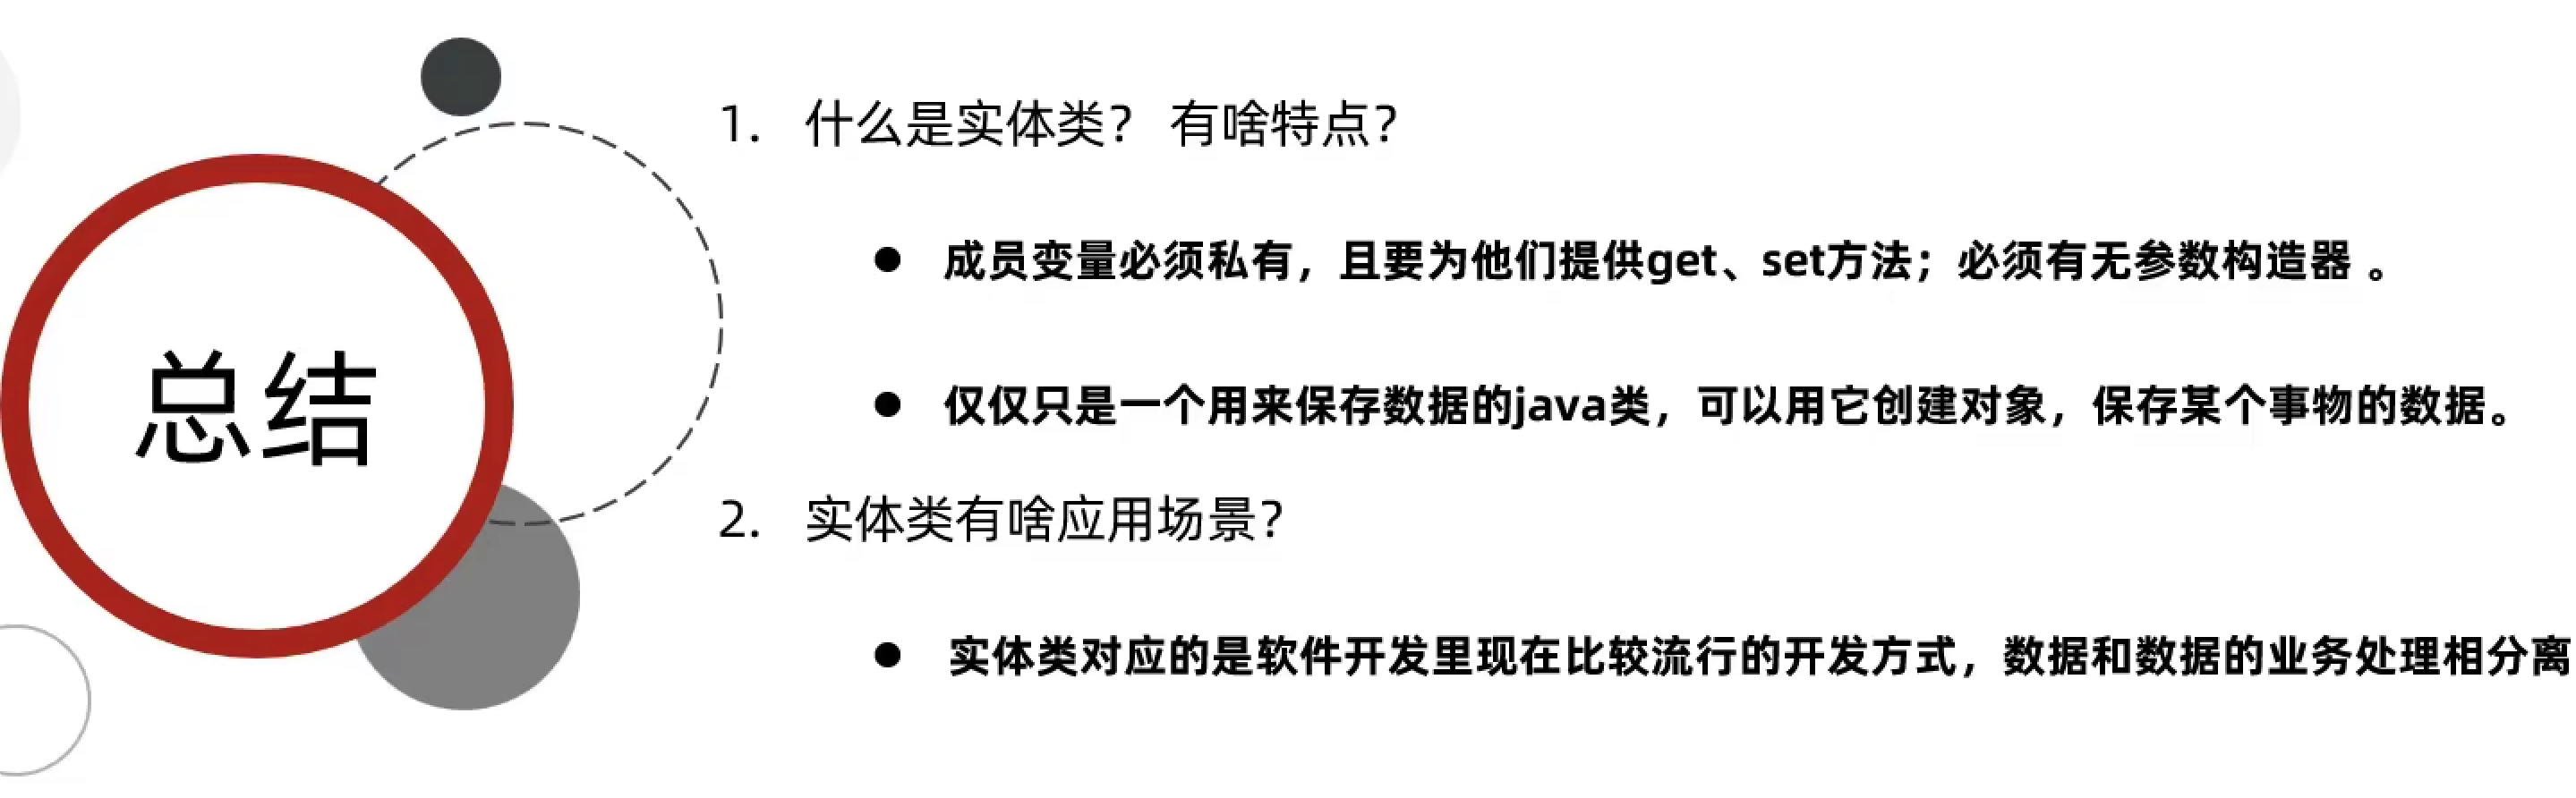 总结
1. 什么是实体类？ 有啥特点？
● 成员变量必须私有，且要为他们提供get、set方法；必须有无参数构造器 。
● 仅仅只是一个用来保存数据的java类，可以用它创建对象，保存某个事物的数据。
2. 实体类有啥应用场景？
● 实体类对应的是软件开发里现在比较流行的开发方式，数据和数据的业务处理相分离